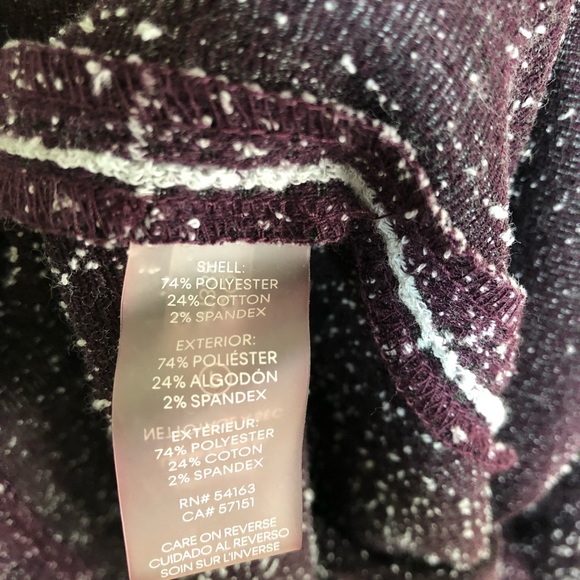 SHELL:
74% POLYESTER
24% COTTON
2% SPANDEX
EXTERIOR:
74% POLIÉSTER
24% ALGODÓN
2% SPANDEX
EXTÉRIEUR:
74% POLYESTER
24% COTON
2% SPANDEX
RN# 54163
CA# 57151
CARE ON REVERSE
CUIDADO AL REVERSO
SOIN SUR L'INVERSE